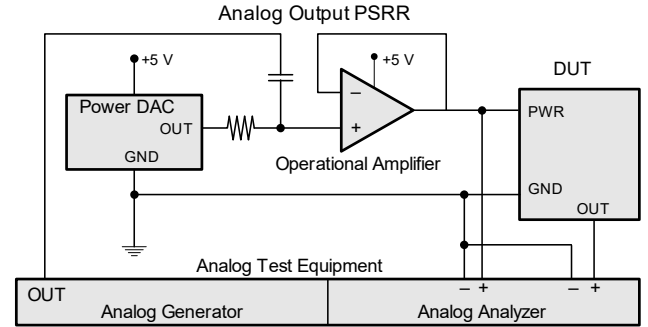 Analog Output PSRR
+5 V
+5 V
DUT
Power DAC
OUT
GND
−
+
Operational Amplifier
PWR
GND
OUT
Analog Test Equipment
OUT
− +
− +
Analog Generator
Analog Analyzer